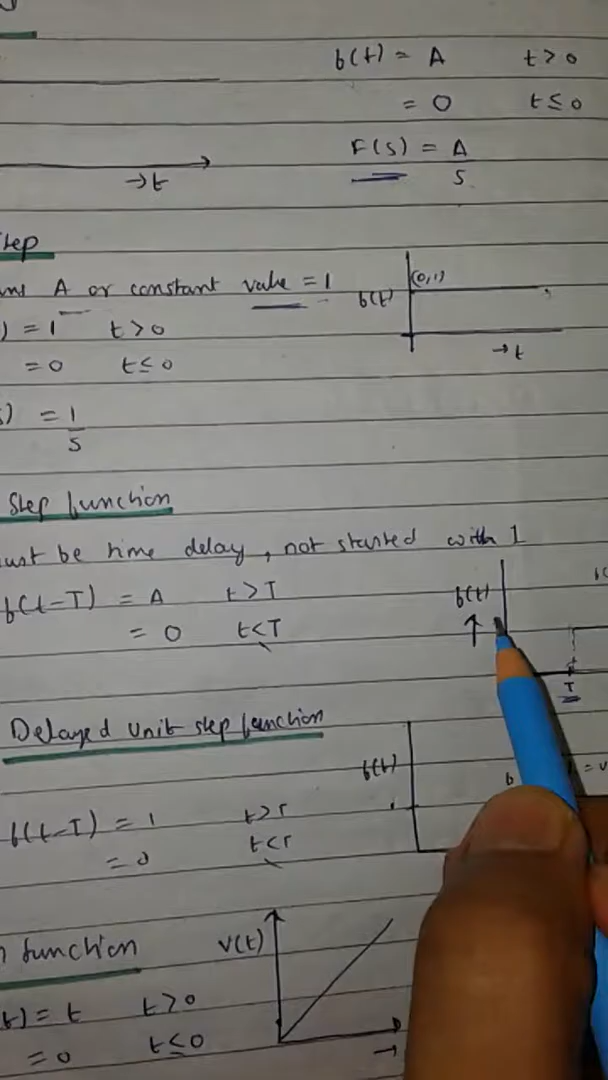 f(t) = A t > 0
= 0 t ≤ 0
F(s) = A
s
→ t
step
A or constant value = 1
(0,1)
f(t)
= 1 t > 0
= 0 t ≤ 0
→ t
= 1
s
Step function
must be time delay, not started with 1
f(t-T) = A t > T
= 0 t < T
f(t)
↑
T
Delayed unit step function
f(t)
f(t-T) = 1 t > T
= 0 t < T
function
V(t)
= t t > 0
= 0 t ≤ 0